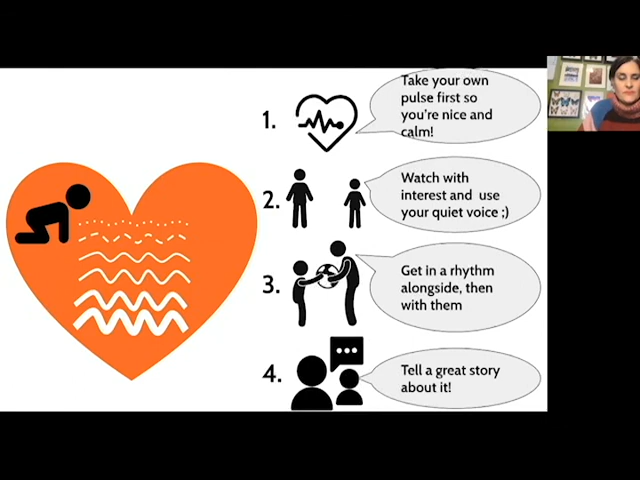 1.
Take your own
pulse first so
you're nice and
calm!
2.
Watch with
interest and use
your quiet voice ;)
3.
Get in a rhythm
alongside, then
with them
4.
Tell a great story
about it!